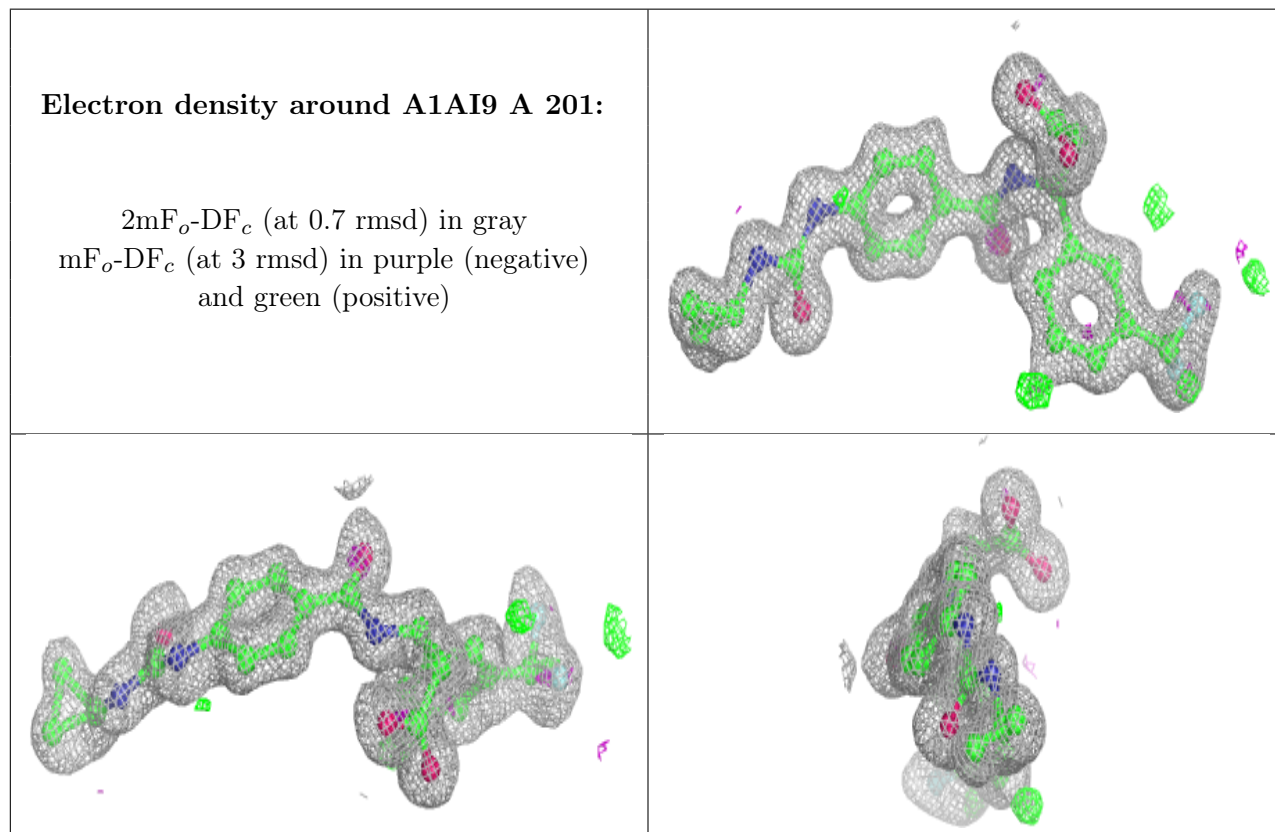 Electron density around A1AI9 A 201:
2mFₒ-DF𝒸 (at 0.7 rmsd) in gray
mFₒ-DF𝒸 (at 3 rmsd) in purple (negative)
and green (positive)